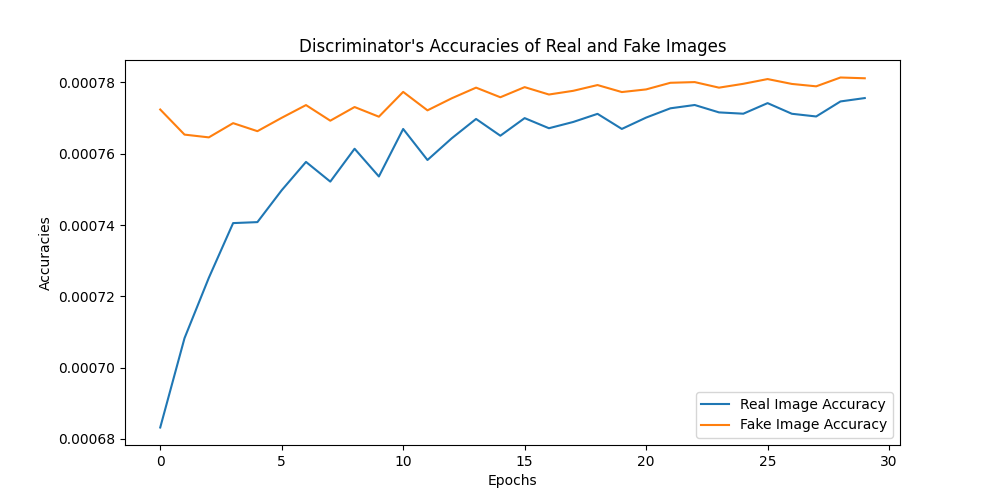 Discriminator's Accuracies of Real and Fake Images
0.00078
0.00076
0.00074
0.00072
0.00070
0.00068
Accuracies
0 5 10 15 20 25 30
Epochs
Real Image Accuracy
Fake Image Accuracy